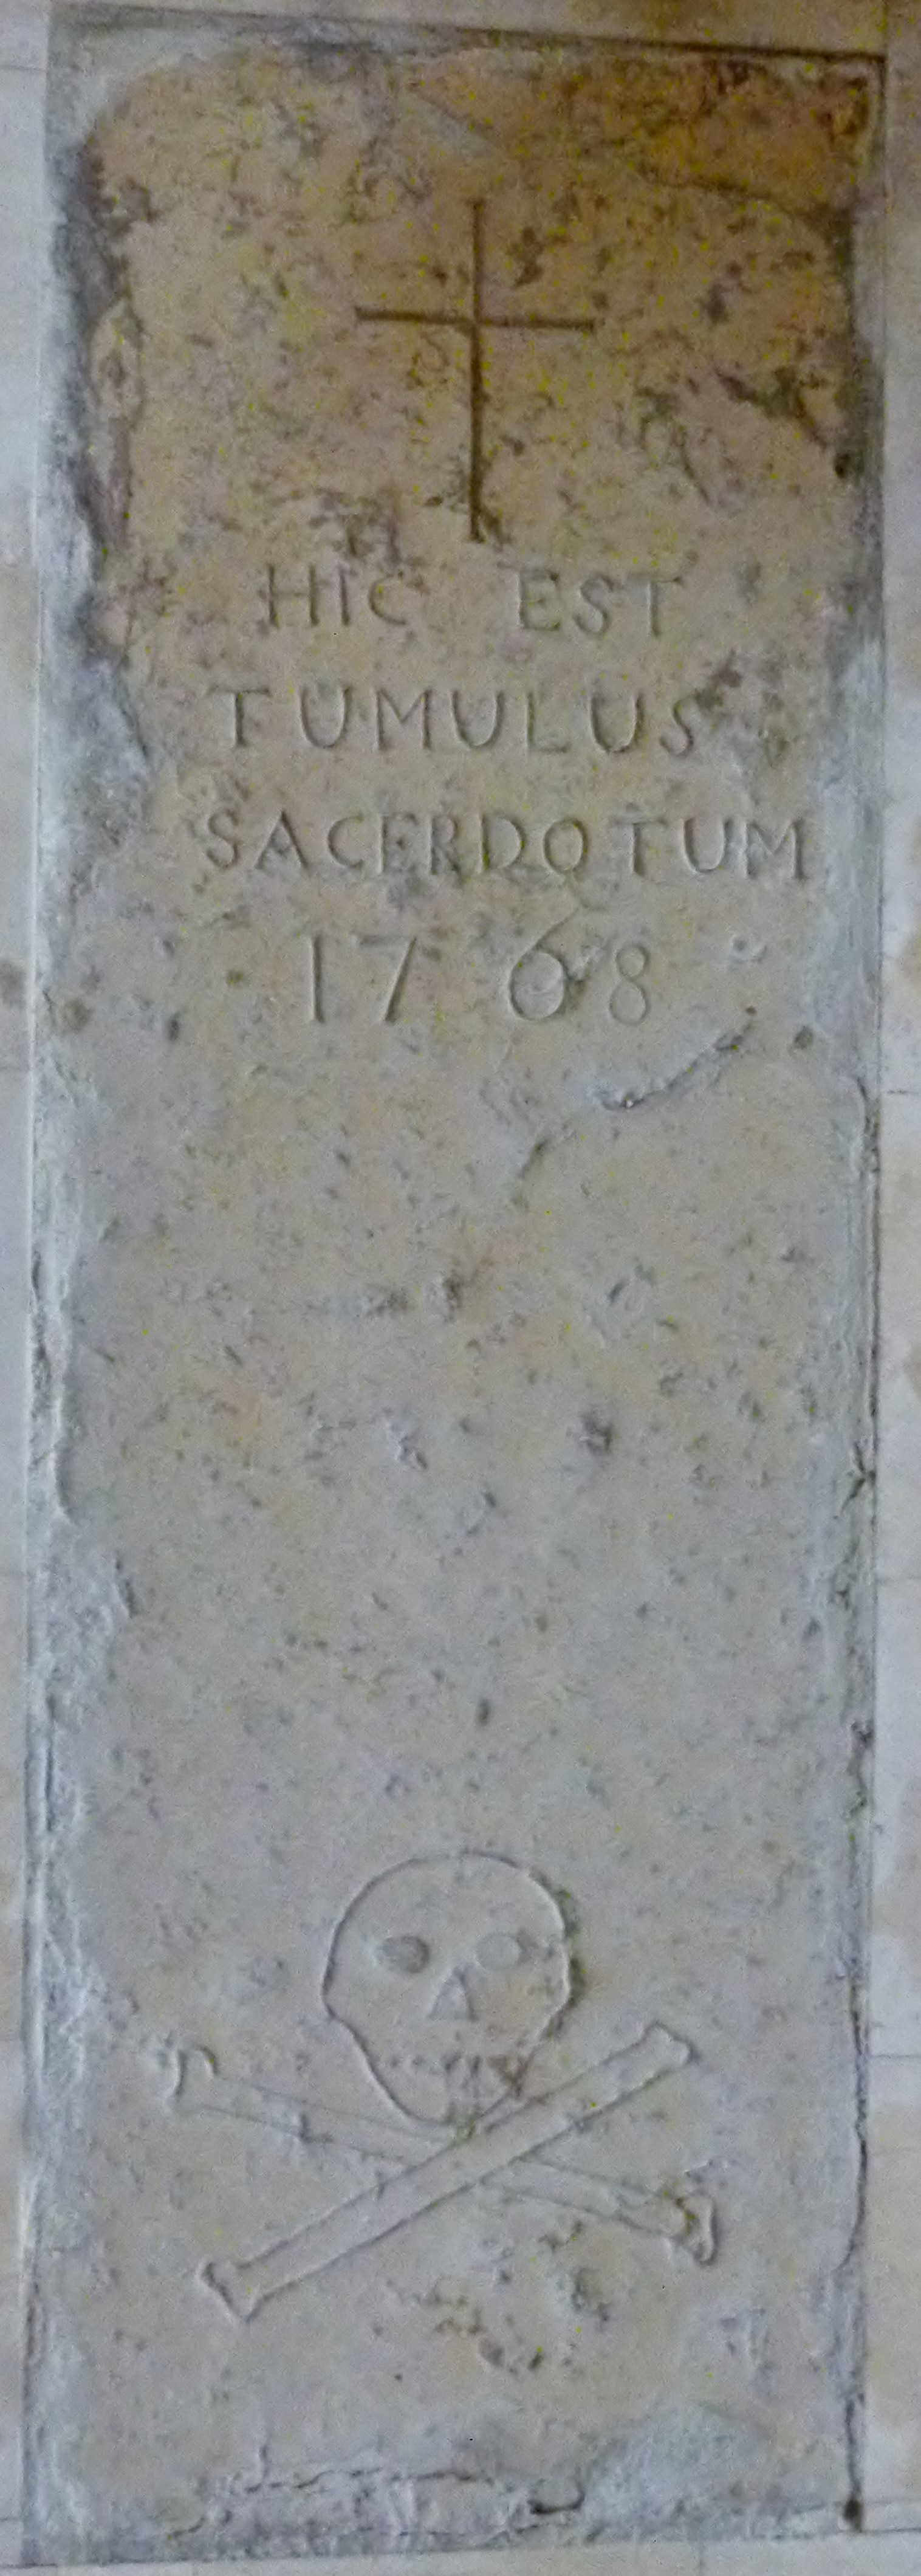 HIC EST
TUMULUS
SACERDOTUM
1768